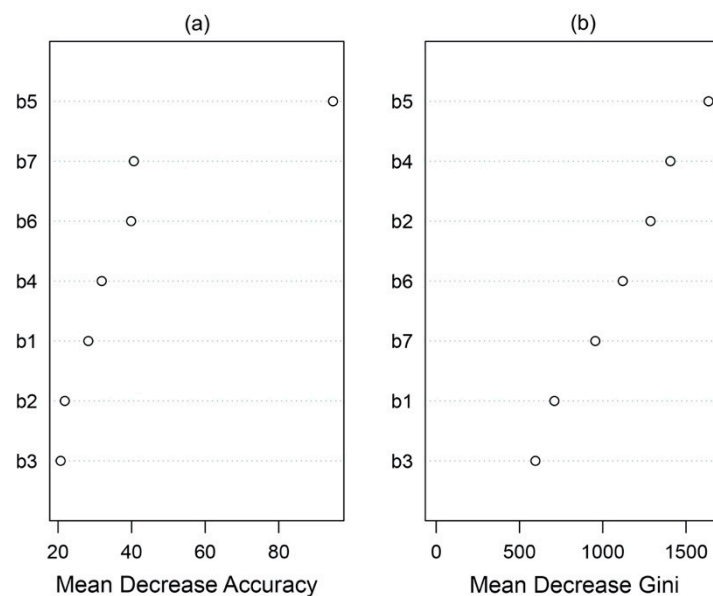 (a)
b5
b7
b6
b4
b1
b2
b3
20 40 60 80
Mean Decrease Accuracy
(b)
b5
b4
b2
b6
b7
b1
b3
0 500 1000 1500
Mean Decrease Gini